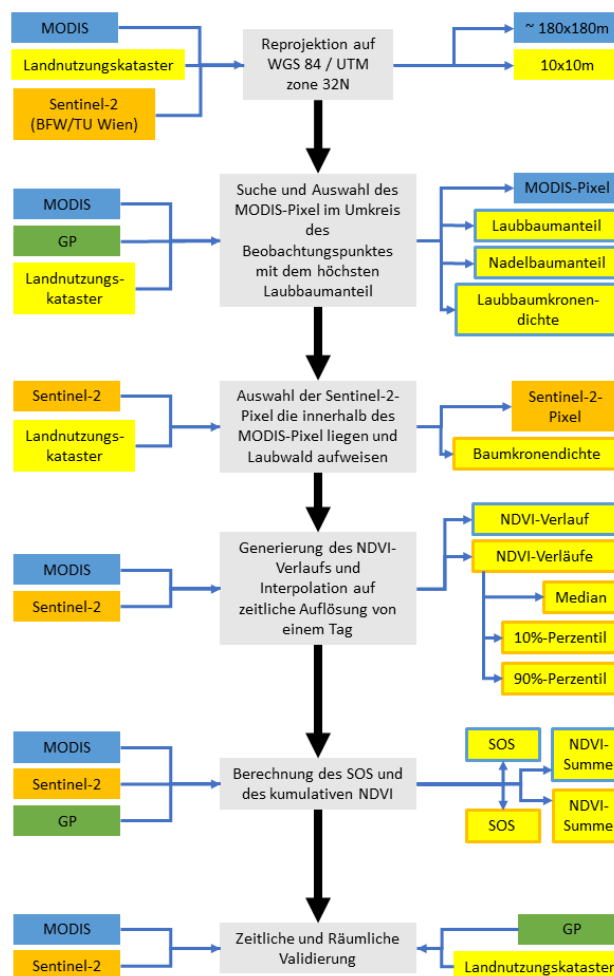 MODIS
Landnutzungskataster
Sentinel-2
(BFW/TU Wien)
Reprojektion auf
WGS 84 / UTM
zone 32N
~ 180x180m
10x10m
MODIS
GP
Landnutzungs-
kataster
Suche und Auswahl des
MODIS-Pixel im Umkreis
des
Beobachtungspunktes
mit dem höchsten
Laubbaumanteil
MODIS-Pixel
Laubbaumanteil
Nadelbaumanteil
Laubbaumkronen-
dichte
Sentinel-2
Landnutzungs-
kataster
Auswahl der Sentinel-2-
Pixel die innerhalb des
MODIS-Pixel liegen und
Laubwald aufweisen
Sentinel-2-
Pixel
Baumkronendichte
MODIS
Sentinel-2
Generierung des NDVI-
Verlaufs und
Interpolation auf
zeitliche Auflösung von
einem Tag
NDVI-Verlauf
NDVI-Verläufe
Median
10%-Perzentil
90%-Perzentil
MODIS
Sentinel-2
GP
Berechnung des SOS und
des kumulativen NDVI
SOS
SOS
NDVI-
Summe
NDVI-
Summe
MODIS
Sentinel-2
Zeitliche und Räumliche
Validierung
GP
Landnutzungskataster